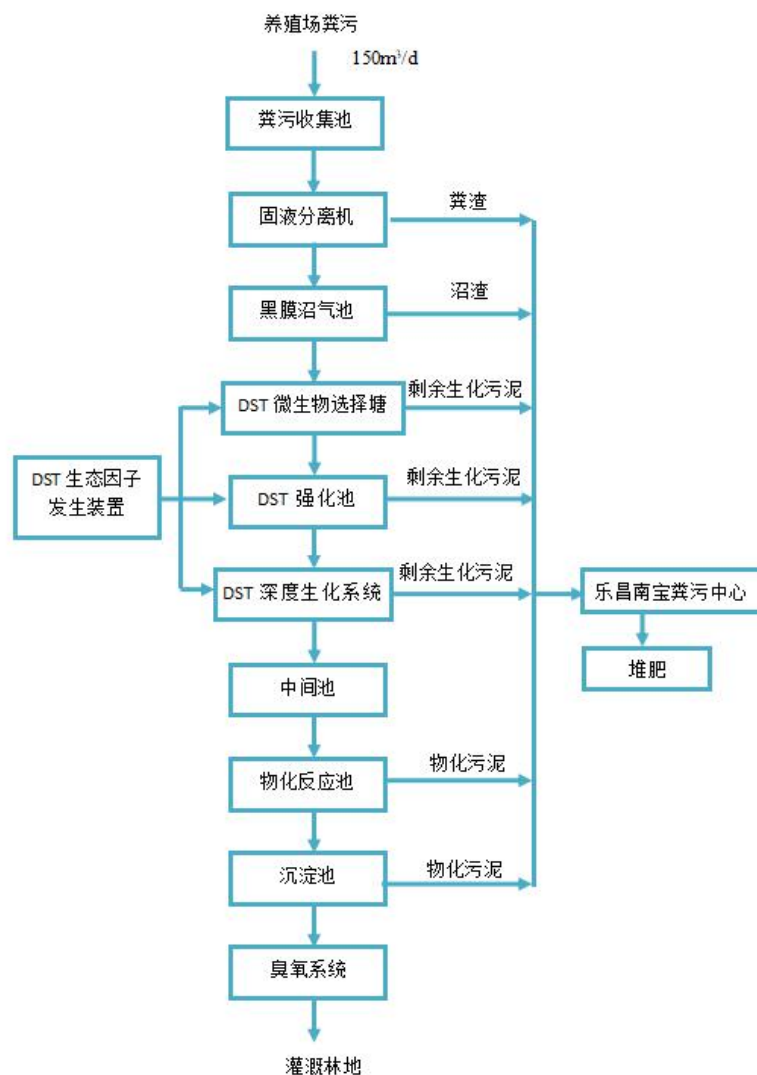 养殖场粪污
150m³/d
粪污收集池
固液分离机
粪渣
黑膜沼气池
沼渣
DST 微生物选择塘
剩余生化污泥
DST 生态因子
发生装置
DST 强化池
剩余生化污泥
DST 深度生化系统
剩余生化污泥
乐昌南宝粪污中心
堆肥
中间池
物化反应池
物化污泥
沉淀池
物化污泥
臭氧系统
灌溉林地